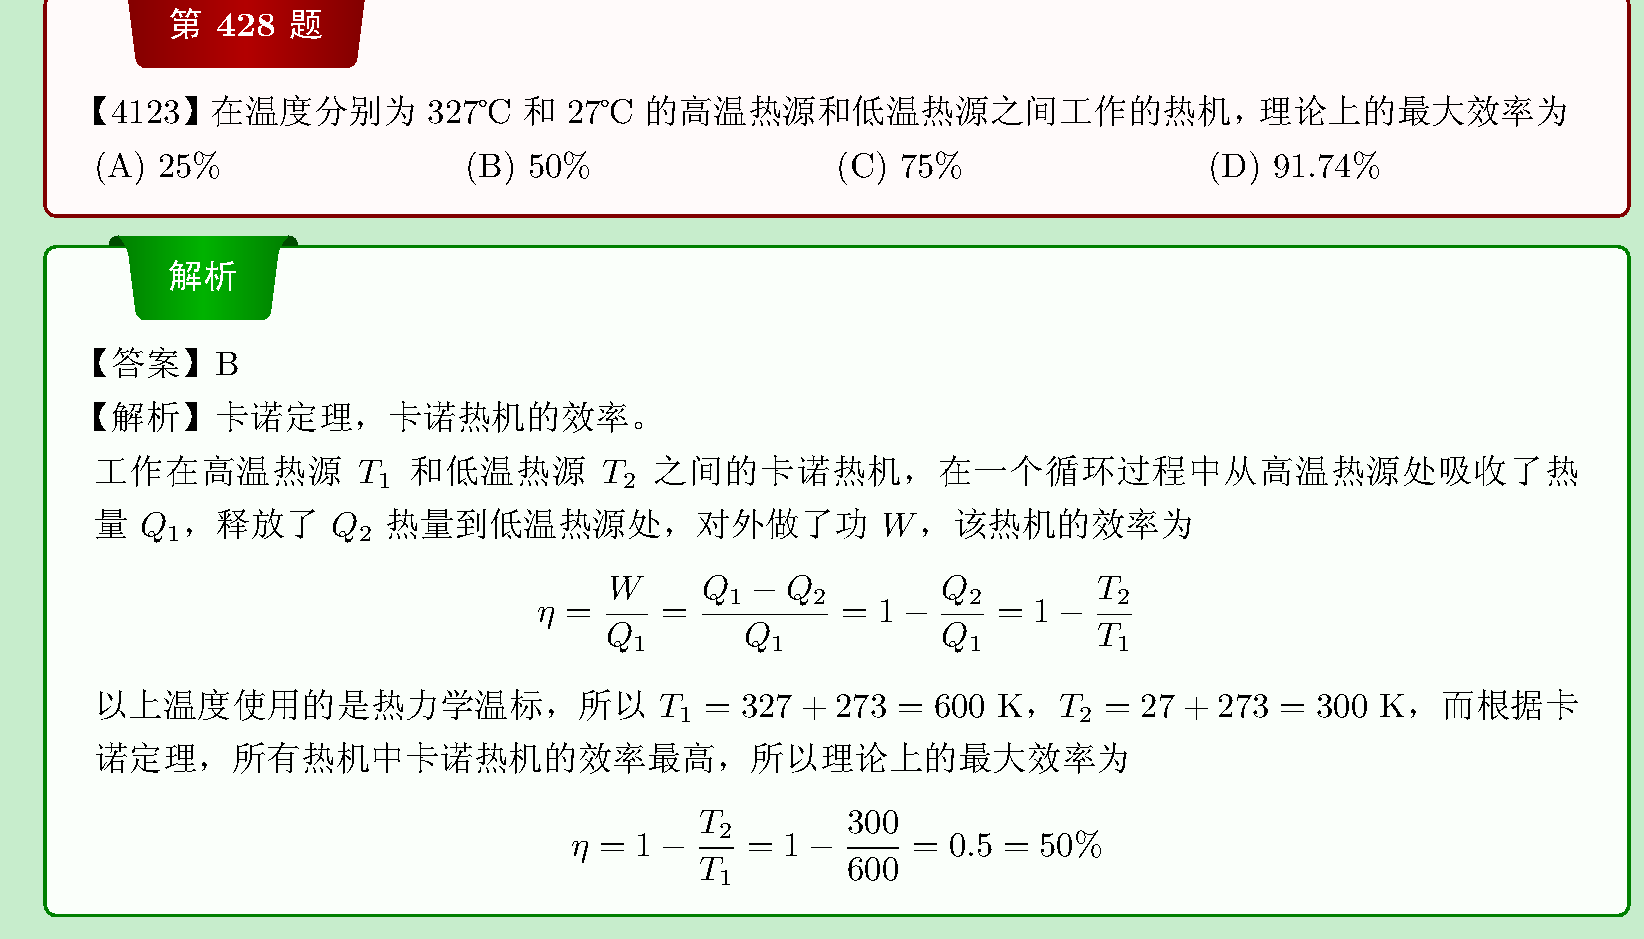 第 428 题
【4123】在温度分别为 327℃ 和 27℃ 的高温热源和低温热源之间工作的热机，理论上的最大效率为
(A) 25% (B) 50% (C) 75% (D) 91.74%
解析
【答案】B
【解析】卡诺定理，卡诺热机的效率。
工作在高温热源 T₁ 和低温热源 T₂ 之间的卡诺热机，在一个循环过程中从高温热源处吸收了热
量 Q₁，释放了 Q₂ 热量到低温热源处，对外做了功 W，该热机的效率为
η = W/Q₁ = (Q₁ − Q₂)/Q₁ = 1 − Q₂/Q₁ = 1 − T₂/T₁
以上温度使用的是热力学温标，所以 T₁ = 327 + 273 = 600 K，T₂ = 27 + 273 = 300 K，而根据卡
诺定理，所有热机中卡诺热机的效率最高，所以理论上的最大效率为
η = 1 − T₂/T₁ = 1 − 300/600 = 0.5 = 50%